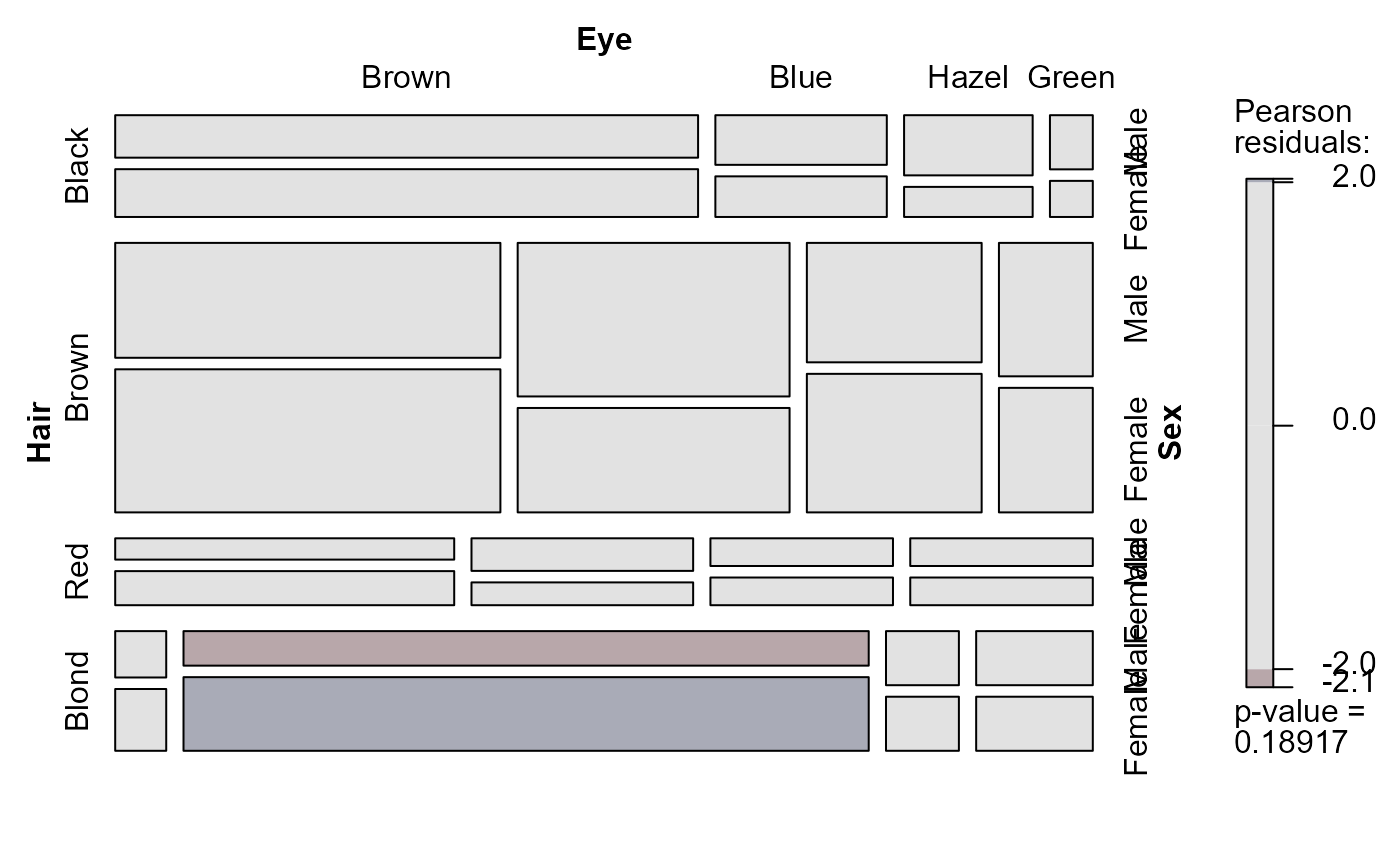 Eye
Brown Blue Hazel Green
Black
Brown
Red
Blond
Hair
Male
Female
Male
Female
Male
Female
Male
Female
Sex
Pearson
residuals:
2.0
0.0
-2.0
-2.1
p-value =
0.18917